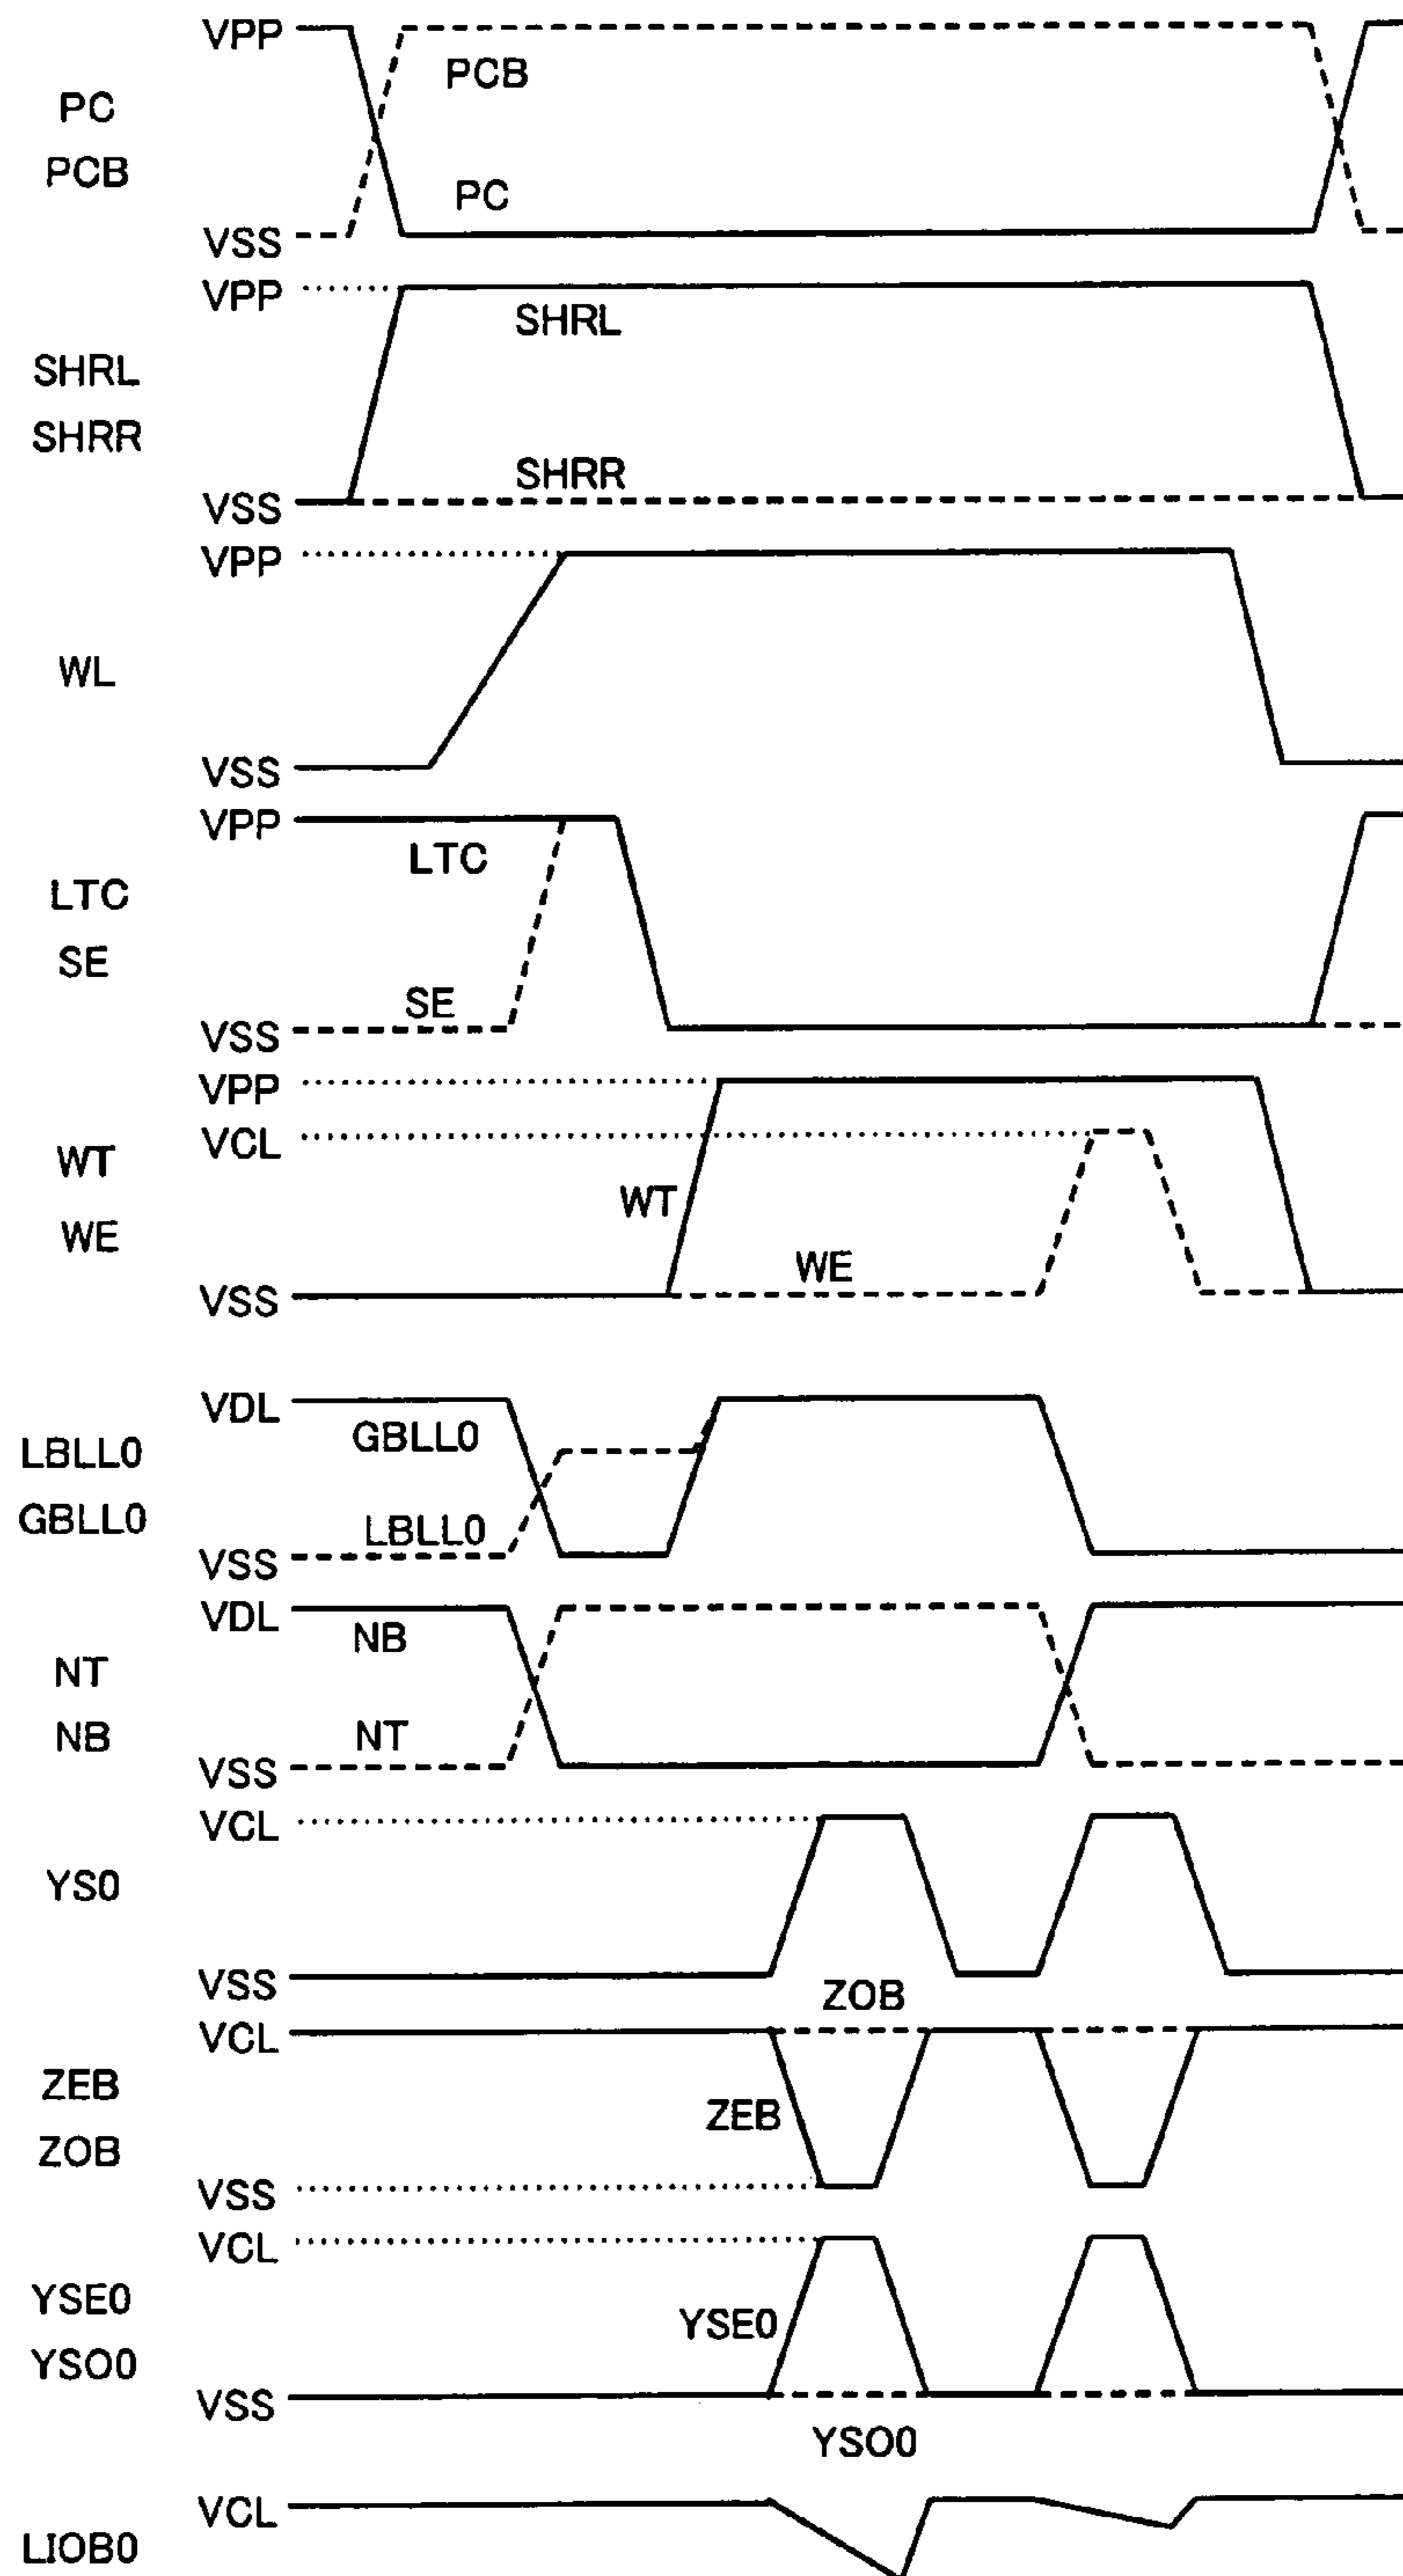 VPP
PCB
PC
PCB
PC
VSS
VPP
SHRL
SHRL
SHRR
SHRR
VSS
VPP
WL
VSS
VPP
LTC
LTC
SE
SE
VSS
VPP
VCL
WT
WT
WE
WE
VSS
VDL
GBLL0
LBLL0
GBLL0
LBLL0
VSS
VDL
NB
NT
NB
NT
VSS
VCL
YS0
VSS
ZOB
VCL
ZEB
ZEB
ZOB
VSS
VCL
YSE0
YSE0
YSO0
VSS
YSO0
VCL
LIOB0